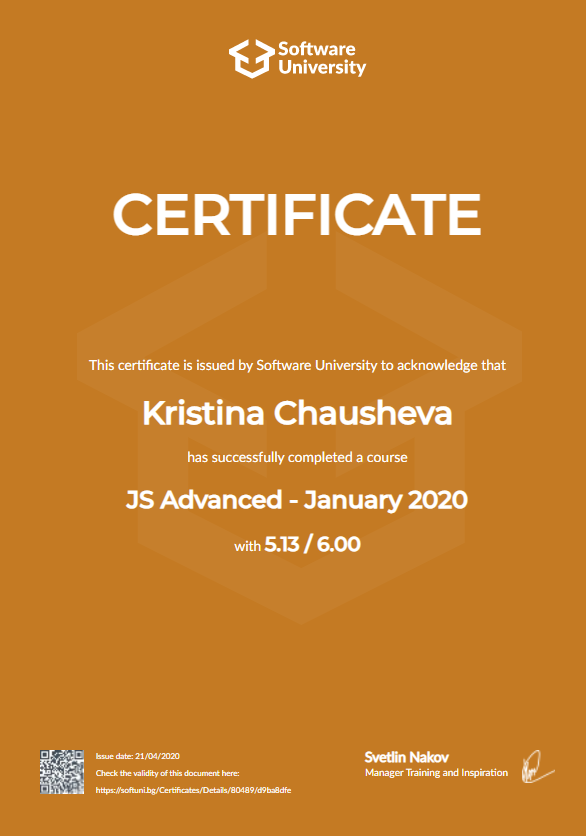 Software
University
CERTIFICATE
This certificate is issued by Software University to acknowledge that
Kristina Chausheva
has successfully completed a course
JS Advanced - January 2020
with 5.13 / 6.00
Issue date: 21/04/2020
Check the validity of this document here:
https://softuni.bg/Certificates/Details/80489/d9ba8dfe
Svetlin Nakov
Manager Training and Inspiration